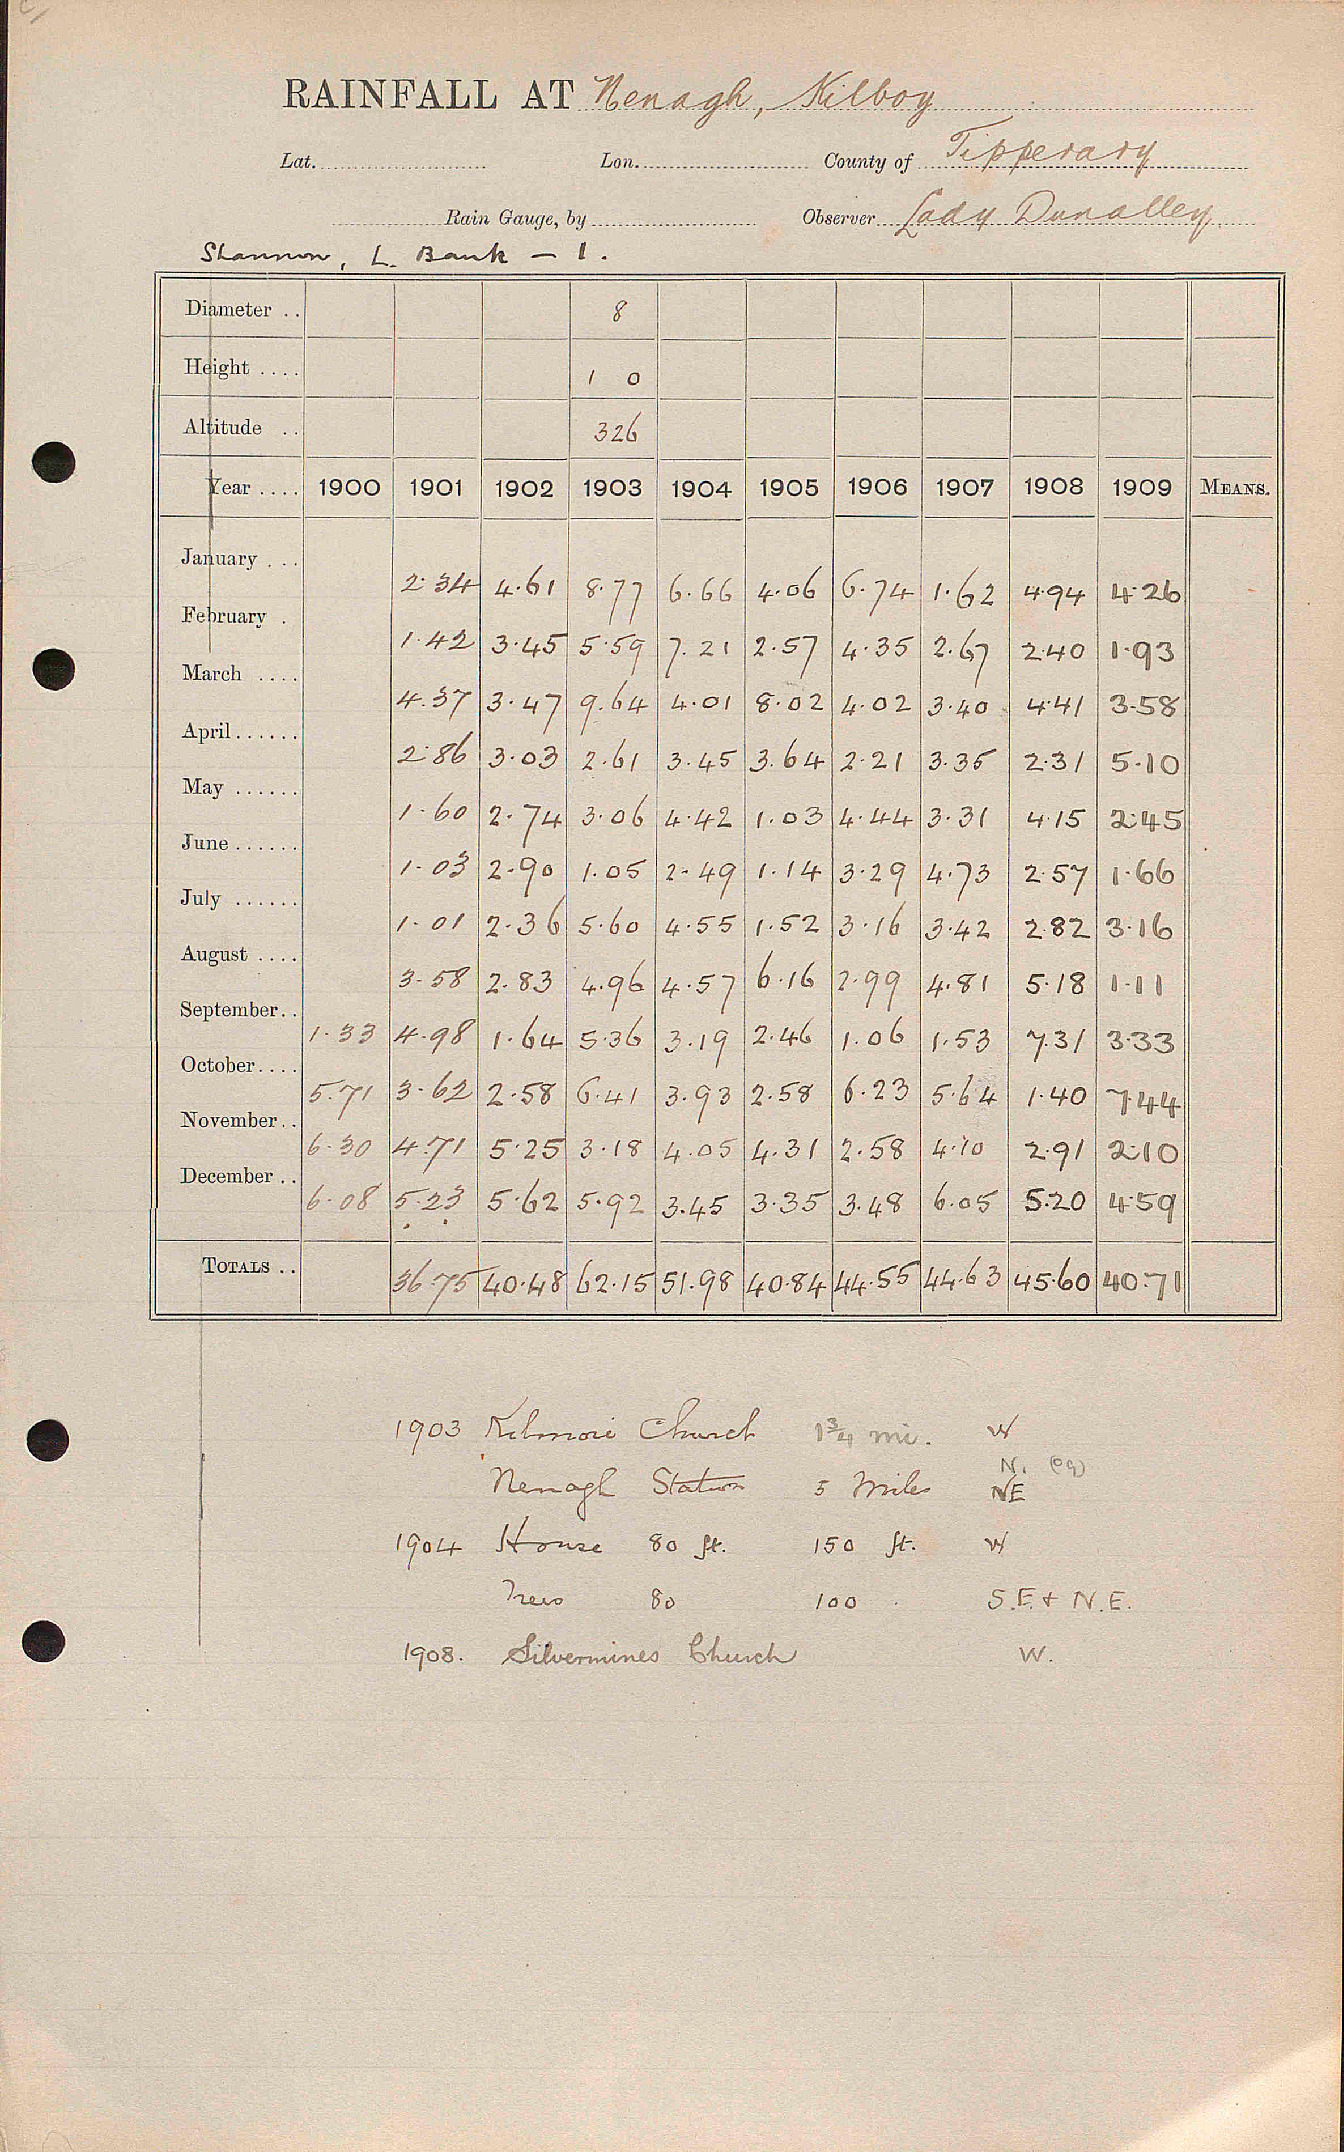 RAINFALL AT Nenagh, Kilboy
Lat. Lon. County of Tipperary
Rain Gauge, by Observer Lady Dunalley
Shannon, L. Bank – 1.
Diameter .. 8
Height .... 1 0
Altitude .. 326
Year .... 1900 1901 1902 1903 1904 1905 1906 1907 1908 1909 MEANS.
January ... 2.34 4.61 8.77 6.66 4.06 6.74 1.62 4.94 4.26
February . 1.42 3.45 5.59 7.21 2.57 4.35 2.67 2.40 1.93
March .... 4.37 3.47 9.64 4.01 8.02 4.02 3.40 4.41 3.58
April...... 2.86 3.03 2.61 3.45 3.64 2.21 3.35 2.31 5.10
May ...... 1.60 2.74 3.06 4.42 1.03 4.44 3.31 4.15 2.45
June ...... 1.03 2.90 1.05 2.49 1.14 3.29 4.73 2.57 1.66
July ...... 1.01 2.36 5.60 4.55 1.52 3.16 3.42 2.82 3.16
August .... 3.58 2.83 4.96 4.57 6.16 2.99 4.81 5.18 1.11
September.. 1.33 4.98 1.64 5.36 3.19 2.46 1.06 1.53 7.31 3.33
October.... 5.71 3.62 2.58 6.41 3.93 2.58 6.23 5.64 1.40 7.44
November.. 6.30 4.71 5.25 3.18 4.05 4.31 2.58 4.10 2.91 2.10
December .. 6.08 5.23 5.62 5.92 3.45 3.35 3.48 6.05 5.20 4.59
TOTALS .. 36.75 40.48 62.15 51.98 40.84 44.55 44.63 45.60 40.71
1903 Kilmore Church 1¾ mi. W
N.
Nenagh Station 5 Miles NE
1904 House 80 ft. 150 ft. W
Trees 80 100 . S.E. + N.E.
1908. Silvermines Church W.